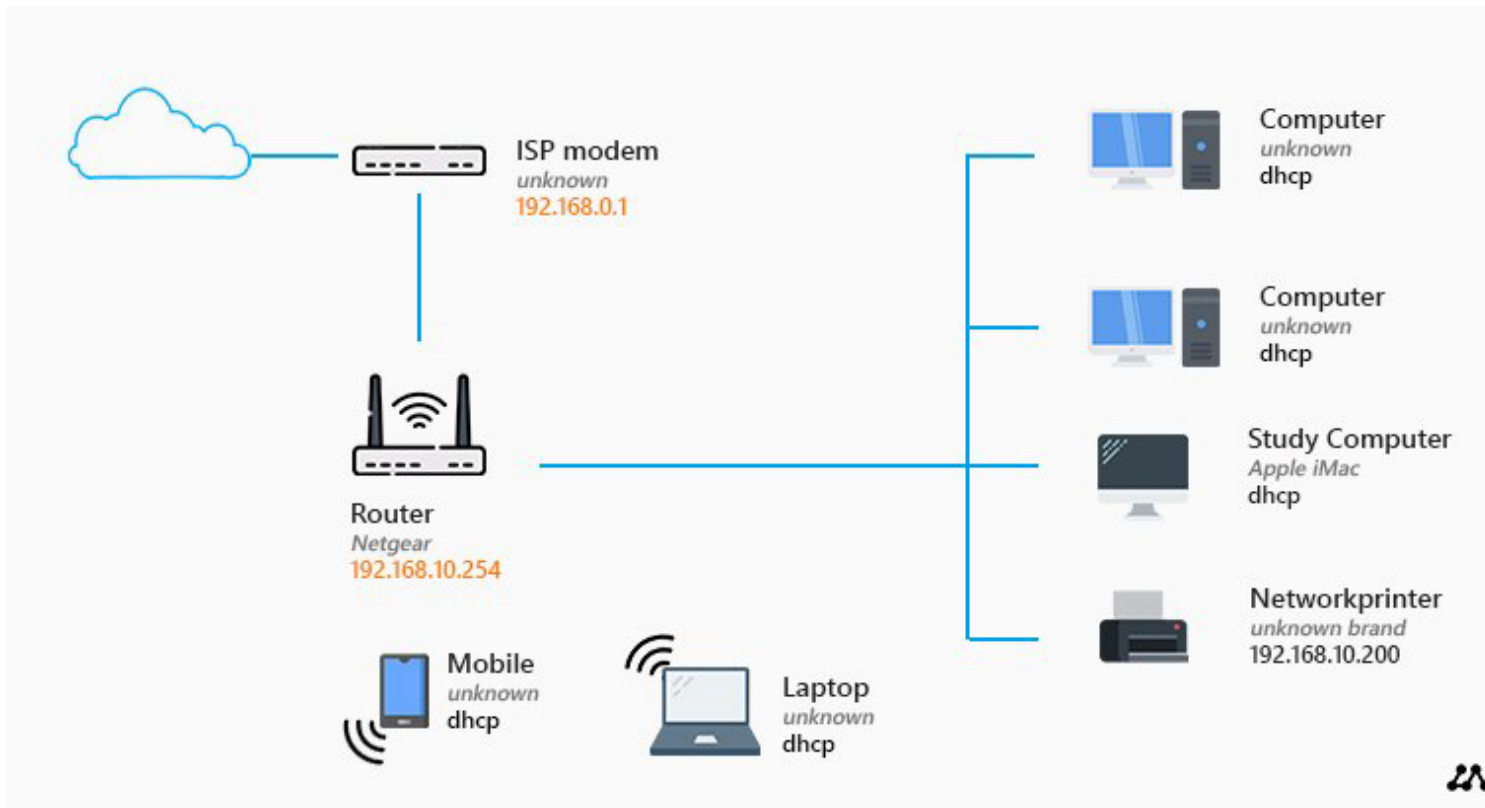 ISP modem
unknown
192.168.0.1
Router
Netgear
192.168.10.254
Mobile
unknown
dhcp
Laptop
unknown
dhcp
Computer
unknown
dhcp
Computer
unknown
dhcp
Study Computer
Apple iMac
dhcp
Networkprinter
unknown brand
192.168.10.200